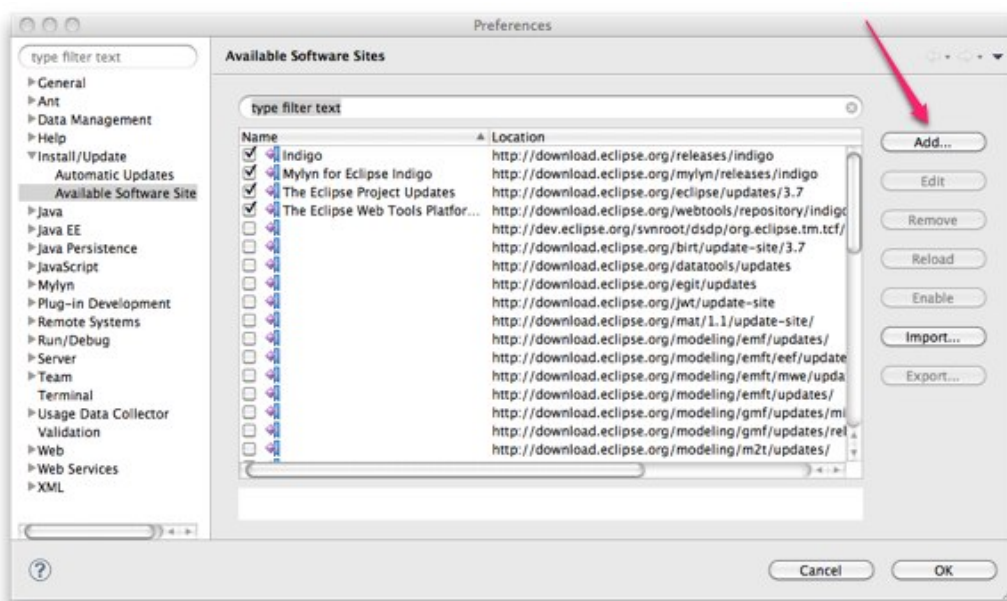 Preferences
type filter text
General
Ant
Data Management
Help
Install/Update
Automatic Updates
Available Software Site
Java
Java EE
Java Persistence
JavaScript
Mylyn
Plug-in Development
Remote Systems
Run/Debug
Server
Team
Terminal
Usage Data Collector
Validation
Web
Web Services
XML
Available Software Sites
type filter text
Name Location
Indigo http://download.eclipse.org/releases/indigo
Mylyn for Eclipse Indigo http://download.eclipse.org/mylyn/releases/indigo
The Eclipse Project Updates http://download.eclipse.org/eclipse/updates/3.7
The Eclipse Web Tools Platfor... http://download.eclipse.org/webtools/repository/indigo
http://dev.eclipse.org/svnroot/dsdp/org.eclipse.tm.tcf/
http://download.eclipse.org/birt/update-site/3.7
http://download.eclipse.org/datatools/updates
http://download.eclipse.org/egit/updates
http://download.eclipse.org/jwt/update-site
http://download.eclipse.org/mat/1.1/update-site/
http://download.eclipse.org/modeling/emf/updates/
http://download.eclipse.org/modeling/emft/eef/update
http://download.eclipse.org/modeling/emft/mwe/upda
http://download.eclipse.org/modeling/emft/updates/
http://download.eclipse.org/modeling/gmf/updates/mi
http://download.eclipse.org/modeling/gmf/updates/rel
http://download.eclipse.org/modeling/m2t/updates/
Add...
Edit
Remove
Reload
Enable
Import...
Export...
?
Cancel OK